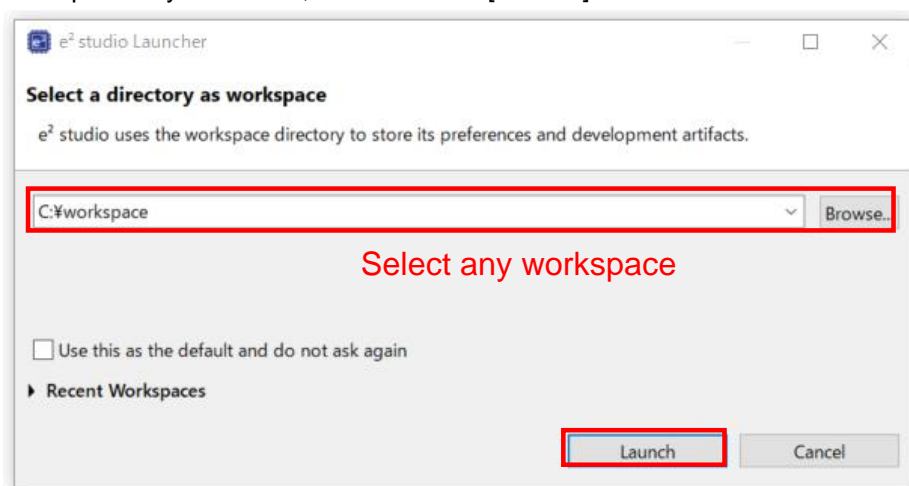 e² studio Launcher
Select a directory as workspace
e² studio uses the workspace directory to store its preferences and development artifacts.
C:¥workspace
Browse...
Select any workspace
Use this as the default and do not ask again
Recent Workspaces
Launch
Cancel